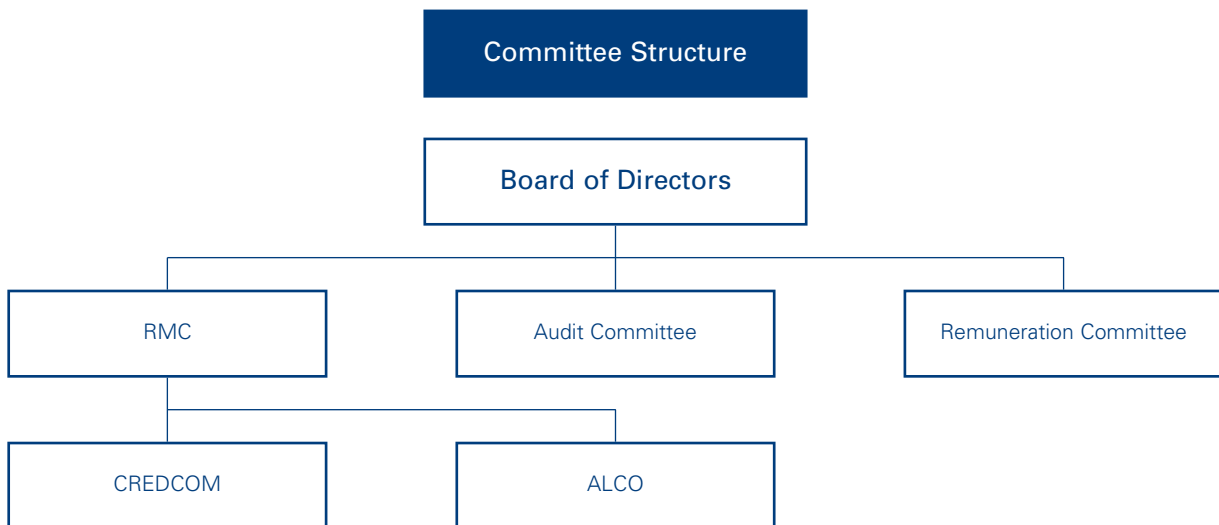 Committee Structure
Board of Directors
RMC
Audit Committee
Remuneration Committee
CREDCOM
ALCO